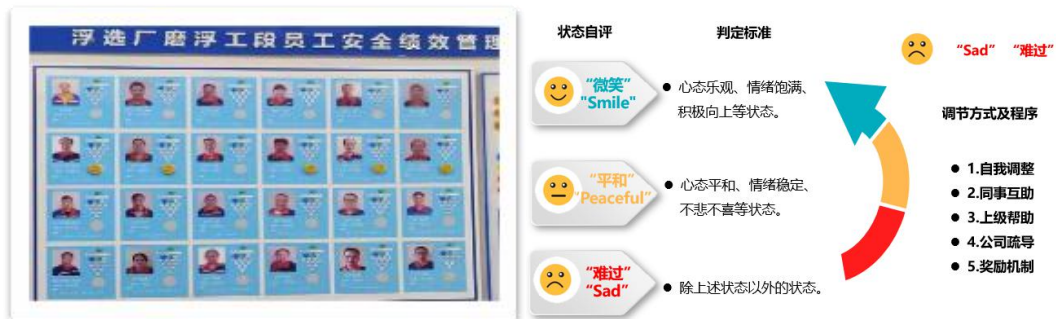 浮选厂磨浮工段员工安全绩效管理
状态自评
判定标准
“微笑”
"Smile"
● 心态乐观、情绪饱满、
积极向上等状态。
“平和”
“Peaceful”
● 心态平和、情绪稳定、
不悲不喜等状态。
“难过”
“Sad”
● 除上述状态以外的状态。
“Sad” “难过”
调节方式及程序
● 1.自我调整
● 2.同事互助
● 3.上级帮助
● 4.公司疏导
● 5.奖励机制